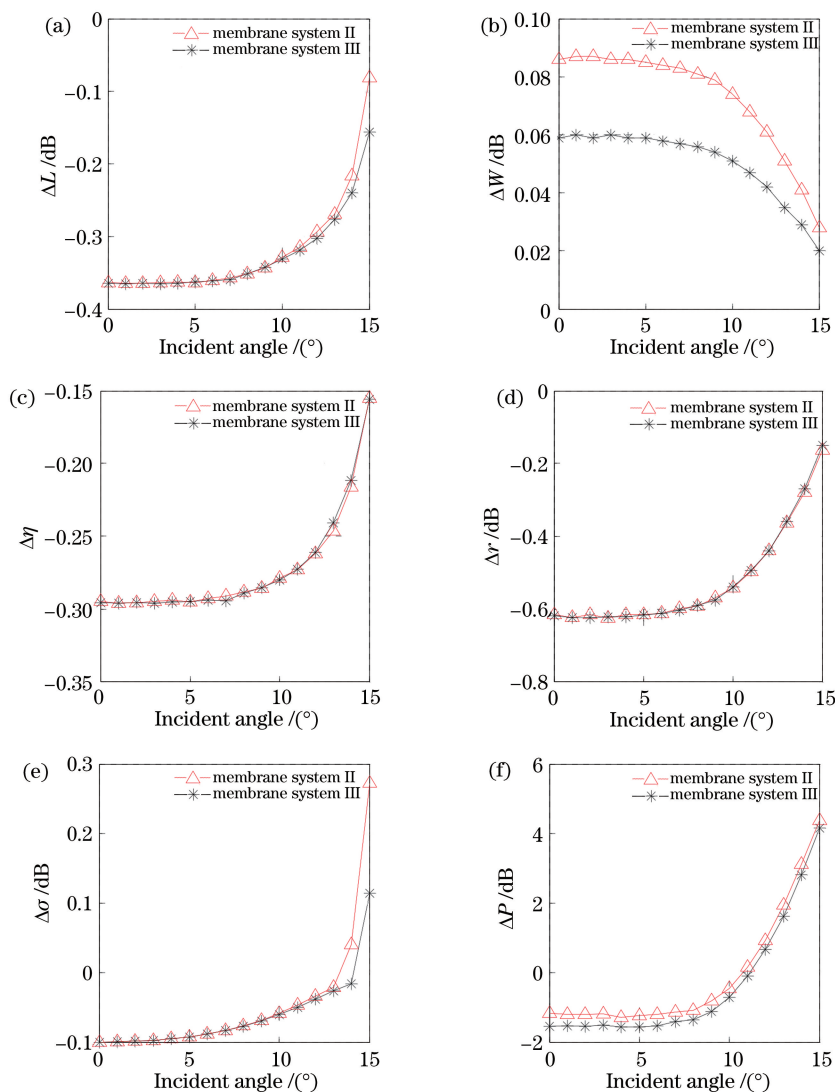 (a)
membrane system II
membrane system III
0
−0.1
−0.2
−0.3
−0.4
ΔL /dB
0 5 10 15
Incident angle /(°)
(b)
membrane system II
membrane system III
0.10
0.08
0.06
0.04
0.02
0
ΔW /dB
0 5 10 15
Incident angle /(°)
(c)
membrane system II
membrane system III
−0.15
−0.20
−0.25
−0.30
−0.35
Δη
0 5 10 15
Incident angle /(°)
(d)
membrane system II
membrane system III
0
−0.2
−0.4
−0.6
−0.8
Δr /dB
0 5 10 15
Incident angle /(°)
(e)
membrane system II
membrane system III
0.3
0.2
0.1
0
−0.1
Δσ /dB
0 5 10 15
Incident angle /(°)
(f)
membrane system II
membrane system III
6
4
2
0
−2
ΔP /dB
0 5 10 15
Incident angle /(°)